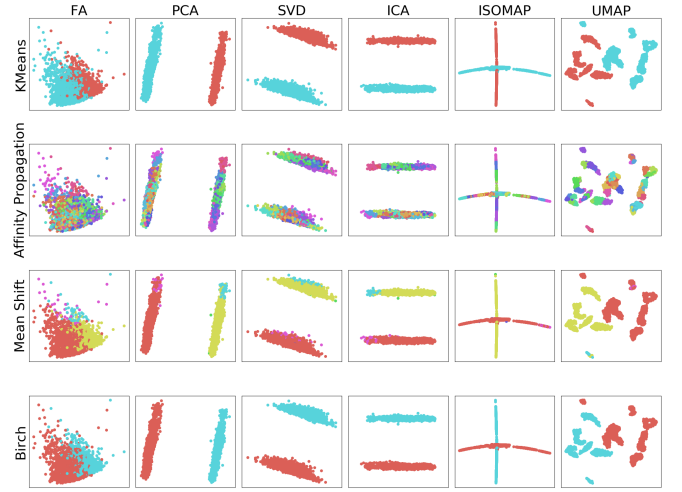 FA PCA SVD ICA ISOMAP UMAP
KMeans
Affinity Propagation
Mean Shift
Birch